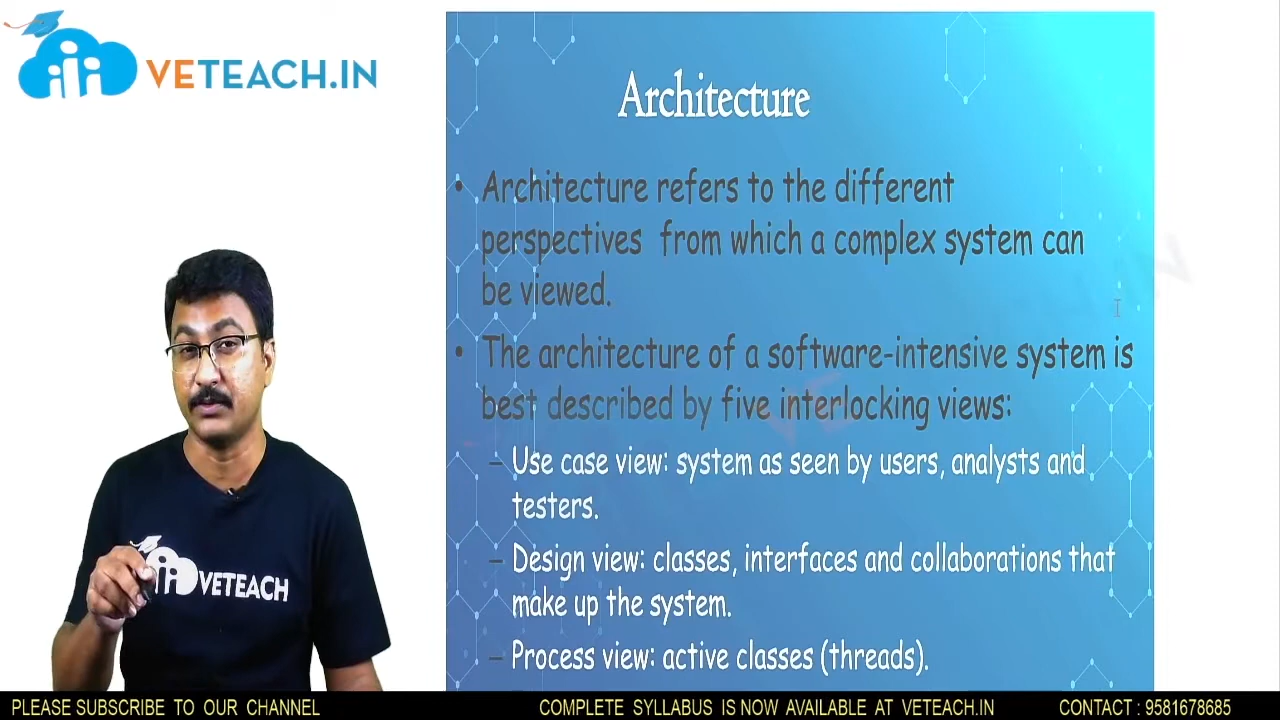 VETEACH.IN
Architecture
• Architecture refers to the different
perspectives from which a complex system can
be viewed.
• The architecture of a software-intensive system is
best described by five interlocking views:
– Use case view: system as seen by users, analysts and
testers.
– Design view: classes, interfaces and collaborations that
make up the system.
– Process view: active classes (threads).
VETEACH
PLEASE SUBSCRIBE TO OUR CHANNEL
COMPLETE SYLLABUS IS NOW AVAILABLE AT VETEACH.IN
CONTACT : 9581678685